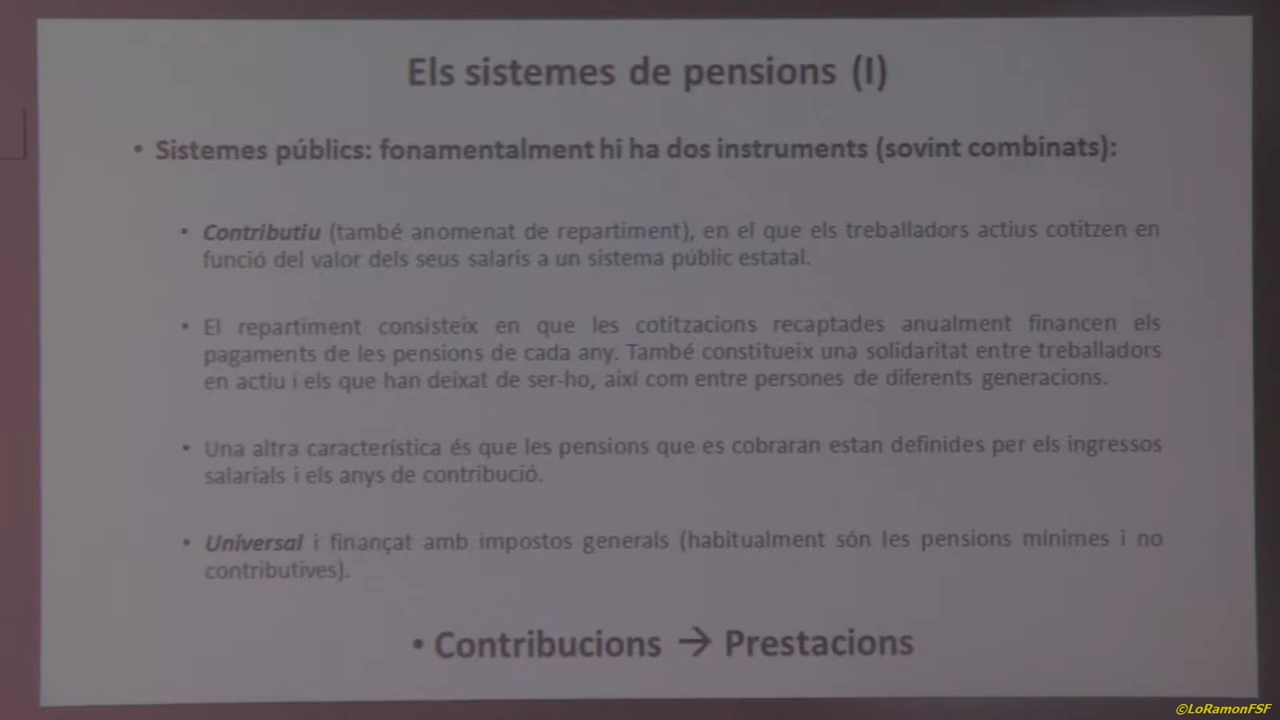 Els sistemes de pensions (I)
• Sistemes públics: fonamentalment hi ha dos instruments (sovint combinats):
• Contributiu (també anomenat de repartiment), en el que els treballadors actius cotitzen en
funció del valor dels seus salaris a un sistema públic estatal.
• El repartiment consisteix en que les cotitzacions recaptades anualment financen els
pagaments de les pensions de cada any. També constitueix una solidaritat entre treballadors
en actiu i els que han deixat de ser-ho, així com entre persones de diferents generacions.
• Una altra característica és que les pensions que es cobraran estan definides per els ingressos
salarials i els anys de contribució.
• Universal i finançat amb impostos generals (habitualment són les pensions mínimes i no
contributives).
• Contribucions → Prestacions
©LoRamonFSF